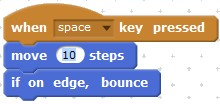 when space key pressed
move 10 steps
if on edge, bounce